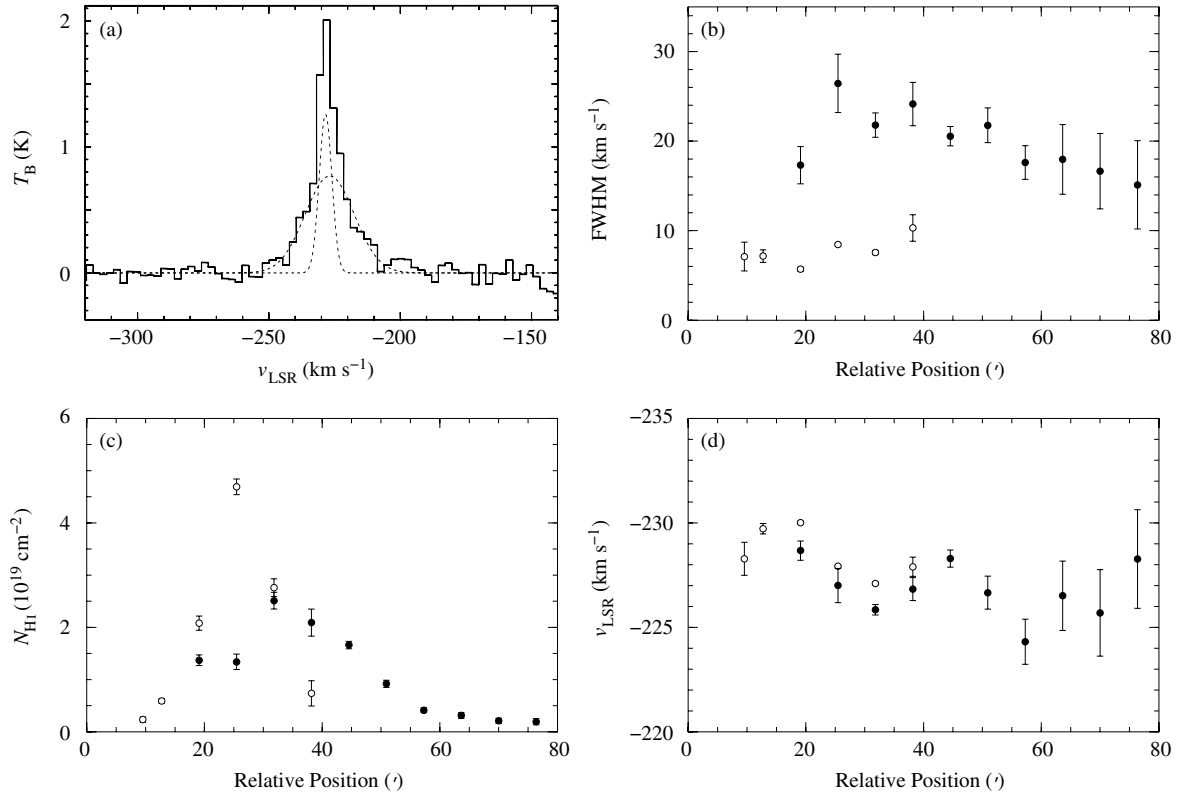 (a)
2
1
0
T_B (K)
−300 −250 −200 −150
v_LSR (km s⁻¹)
(b)
30
20
10
0
FWHM (km s⁻¹)
0 20 40 60 80
Relative Position (′)
(c)
6
4
2
0
N_HI (10¹⁹ cm⁻²)
0 20 40 60 80
Relative Position (′)
(d)
−235
−230
−225
−220
v_LSR (km s⁻¹)
0 20 40 60 80
Relative Position (′)